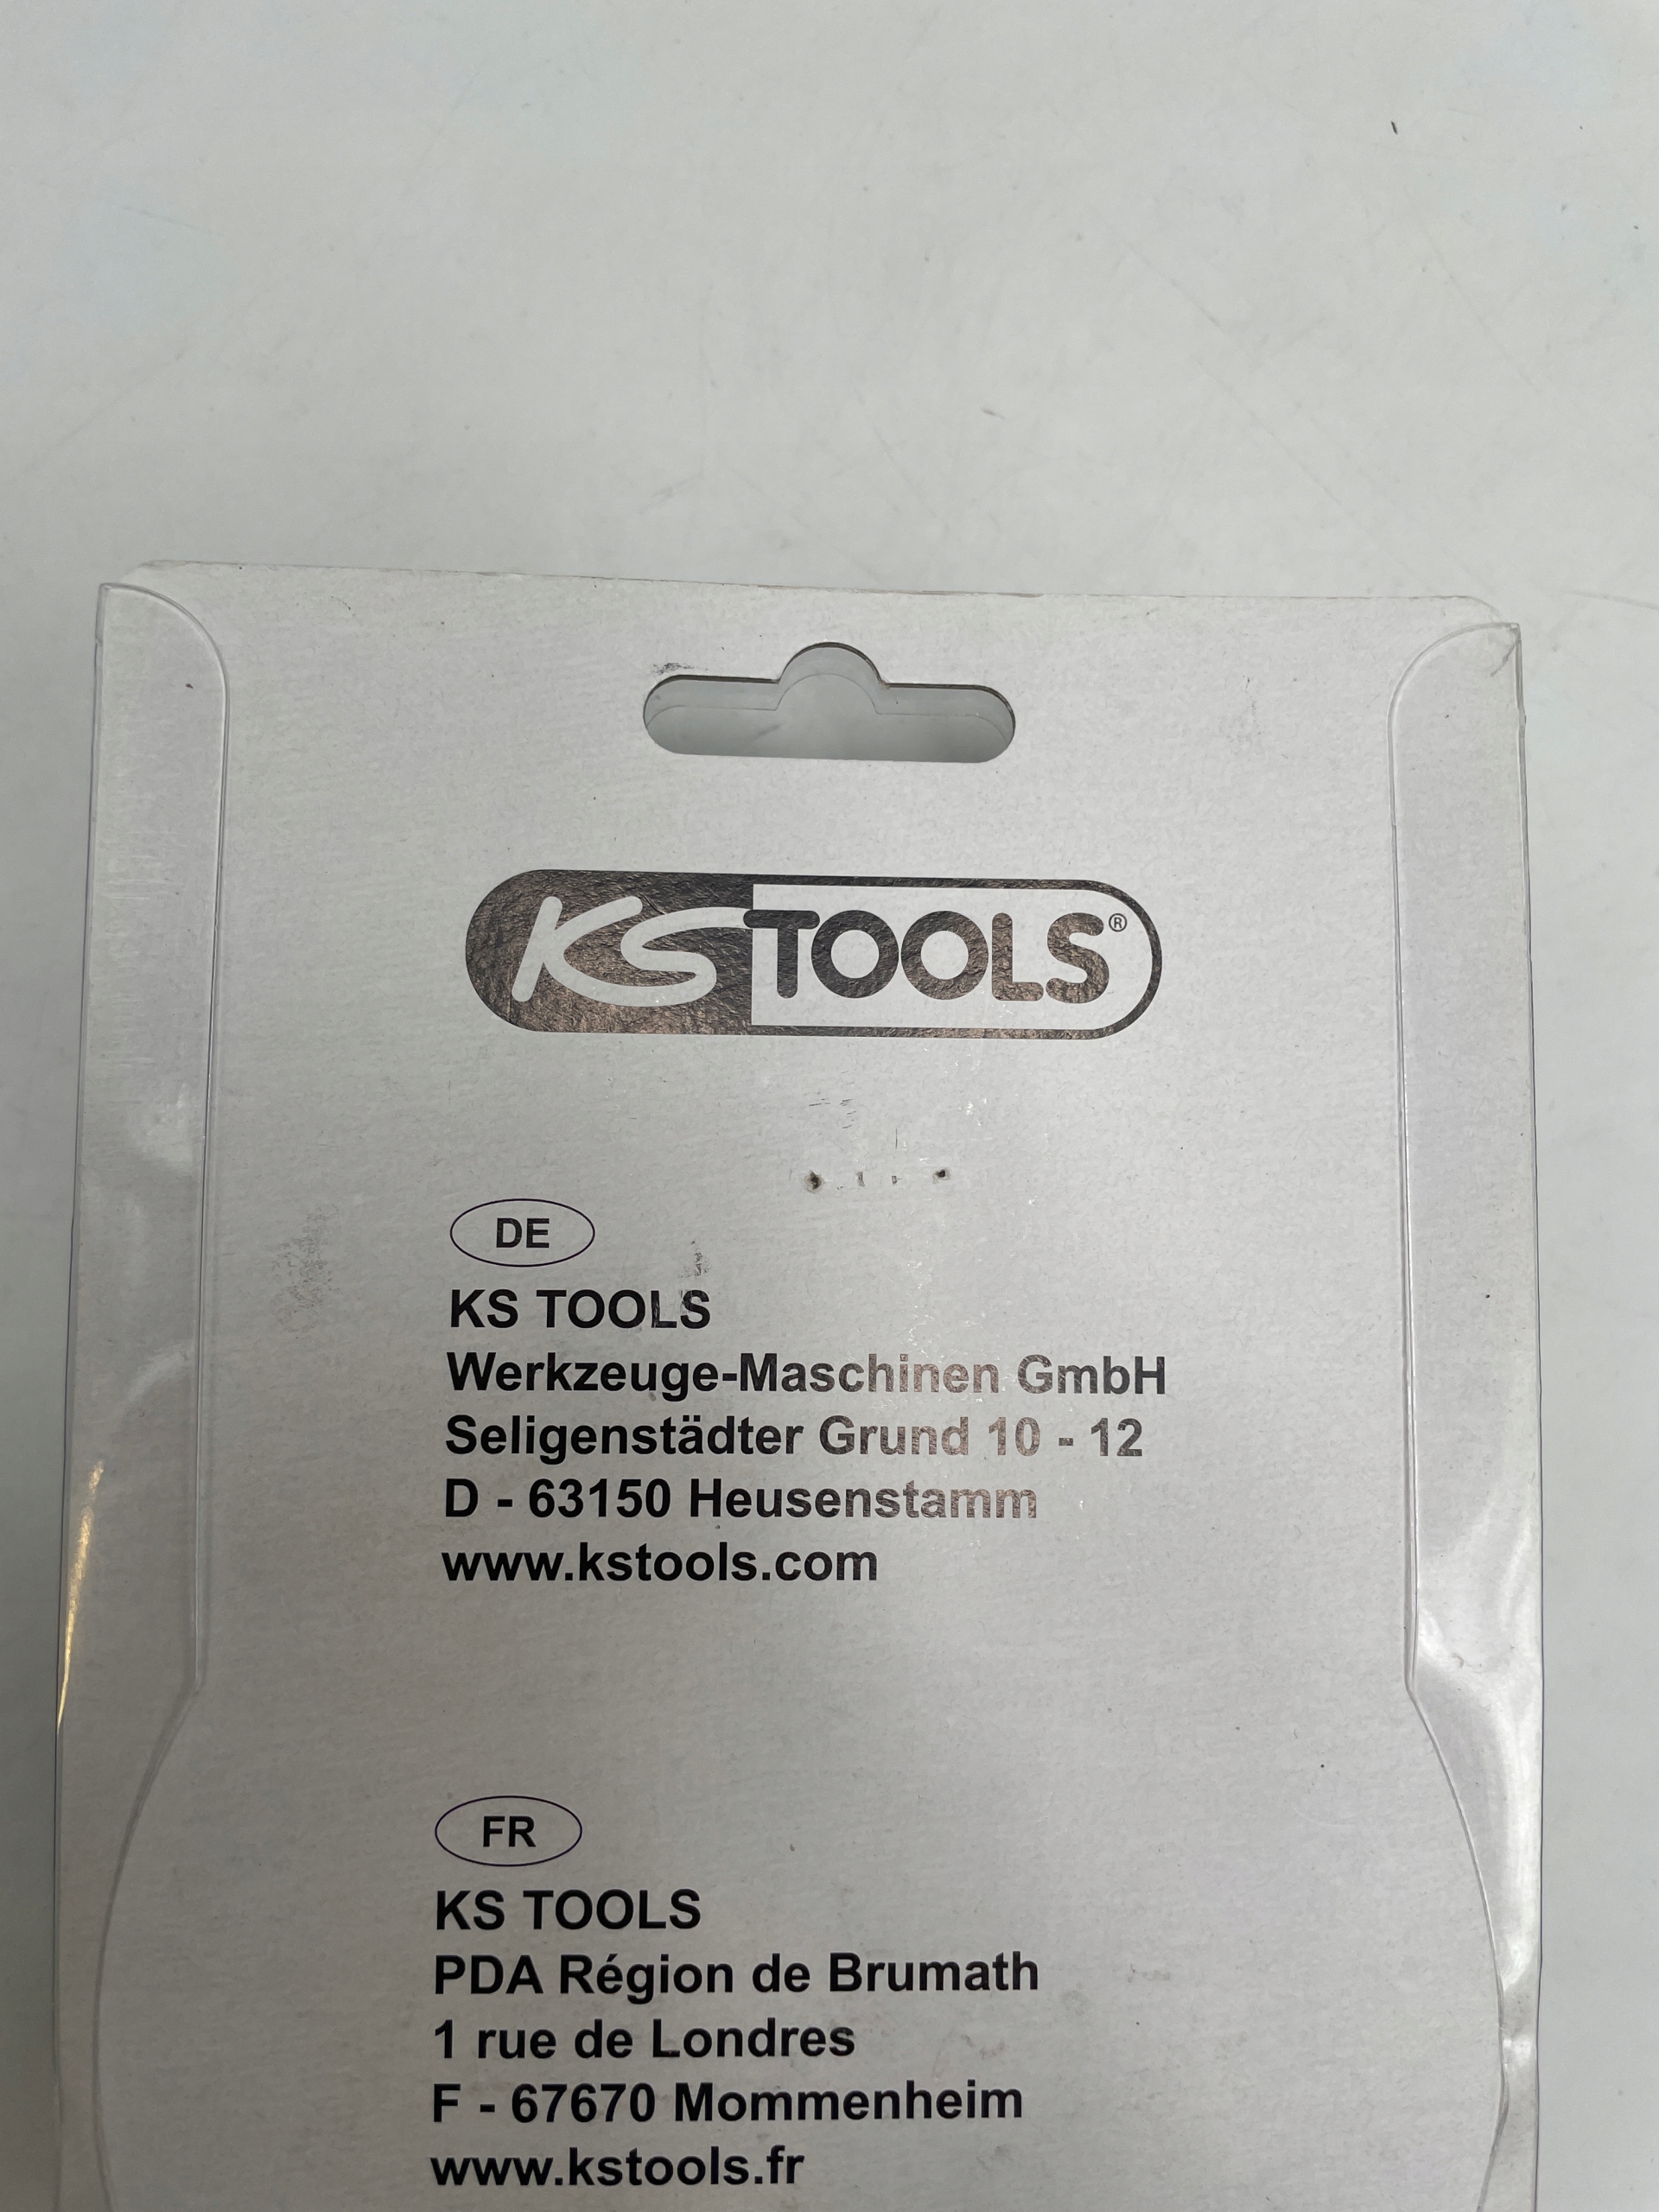 KS TOOLS®
DE
KS TOOLS
Werkzeuge-Maschinen GmbH
Seligenstädter Grund 10 - 12
D - 63150 Heusenstamm
www.kstools.com
FR
KS TOOLS
PDA Région de Brumath
1 rue de Londres
F - 67670 Mommenheim
www.kstools.fr